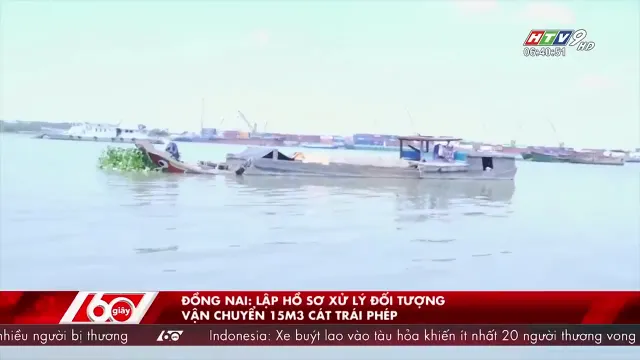 HTV9 HD
06:40:51
60 giây
ĐỒNG NAI: LẬP HỒ SƠ XỬ LÝ ĐỐI TƯỢNG
VẬN CHUYỂN 15M3 CÁT TRÁI PHÉP
nhiều người bị thương 60" Indonesia: Xe buýt lao vào tàu hỏa khiến ít nhất 20 người thương vong